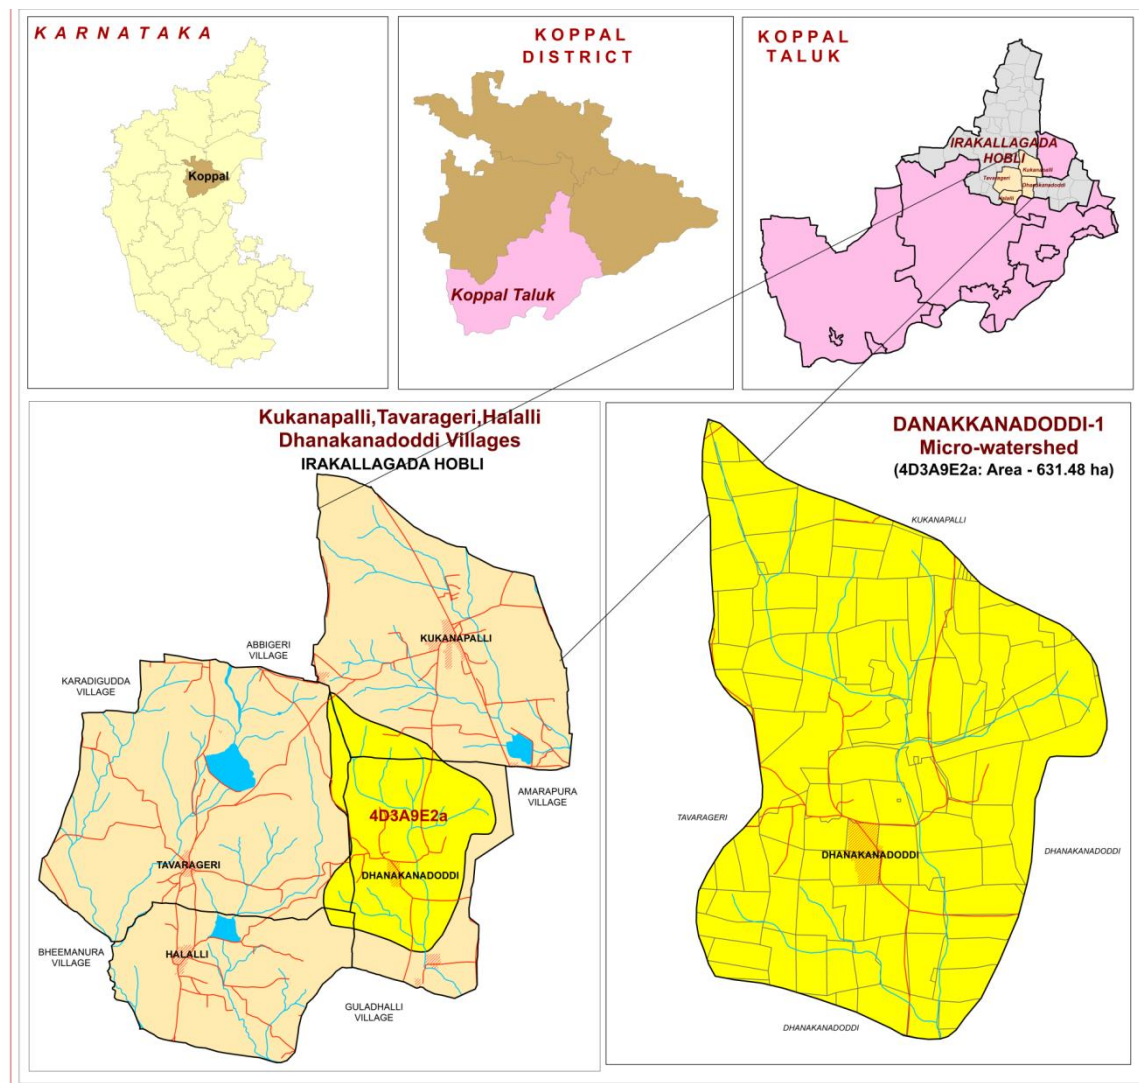 KARNATAKA
Koppal
KOPPAL
DISTRICT
Koppal Taluk
KOPPAL
TALUK
IRAKALLAGADA
HOBLI
Kukanapalli
Tavarageri
Dhanakanadoddi
Halalli
Kukanapalli,Tavarageri,Halalli
Dhanakanadoddi Villages
IRAKALLAGADA HOBLI
KUKANAPALLI
ABBIGERI
VILLAGE
KARADIGUDDA
VILLAGE
AMARAPURA
VILLAGE
4D3A9E2a
TAVARAGERI
DHANAKANADODDI
BHEEMANURA
VILLAGE
HALALLI
GULADHALLI
VILLAGE
DANAKKANADODDI-1
Micro-watershed
(4D3A9E2a: Area - 631.48 ha)
KUKANAPALLI
TAVARAGERI
DHANAKANADODDI
DHANAKANADODDI
DHANAKANADODDI